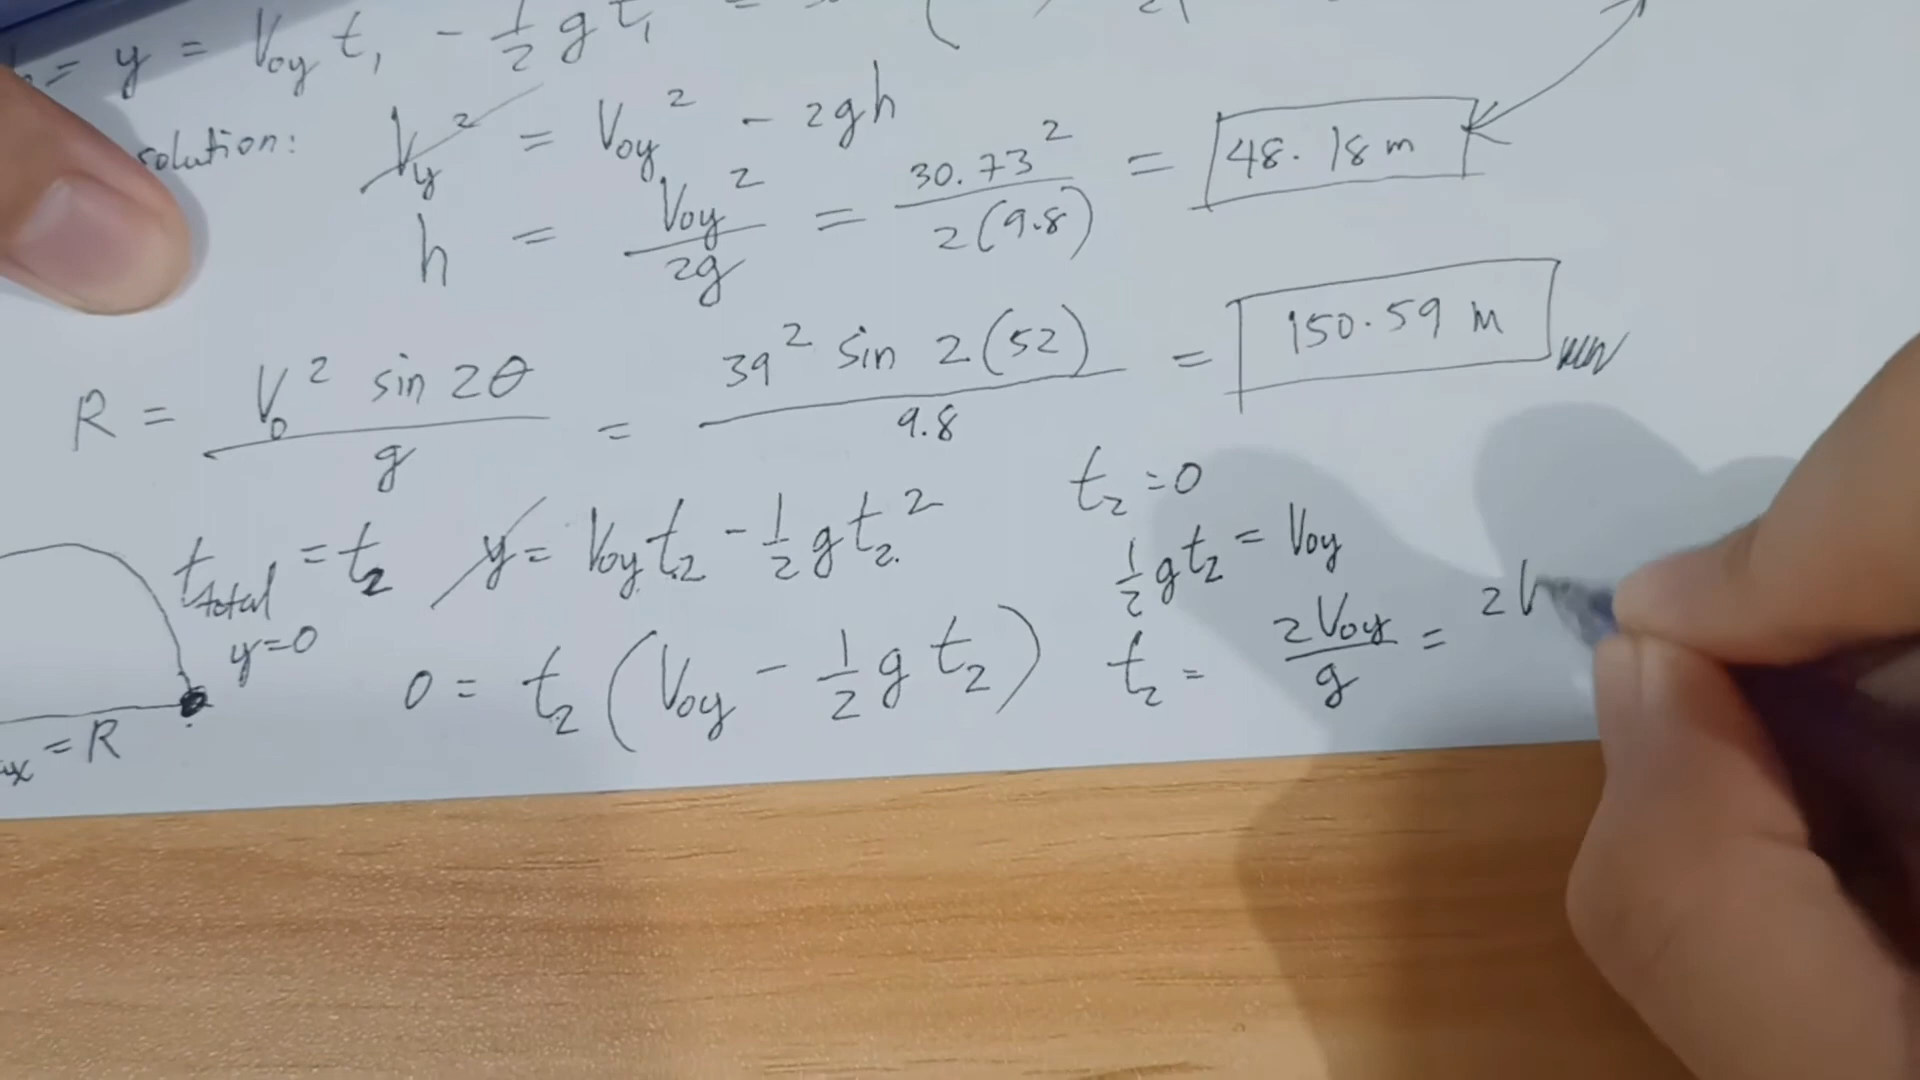 = y = Voy t₁ - 1/2 g t₁ =
solution: Vy² = Voy² - 2gh
h = Voy²/2g = 30.73²/2(9.8) = 48.18 m
R = V₀² sin 2θ/g = 39² sin 2(52)/9.8 = 150.59 m
t total = t₂ y = Voy t₂ - 1/2 g t₂² t₂ = 0
y=0 1/2 g t₂ = Voy
0 = t₂ (Voy - 1/2 g t₂) t₂ = 2Voy/g = 2V
= R